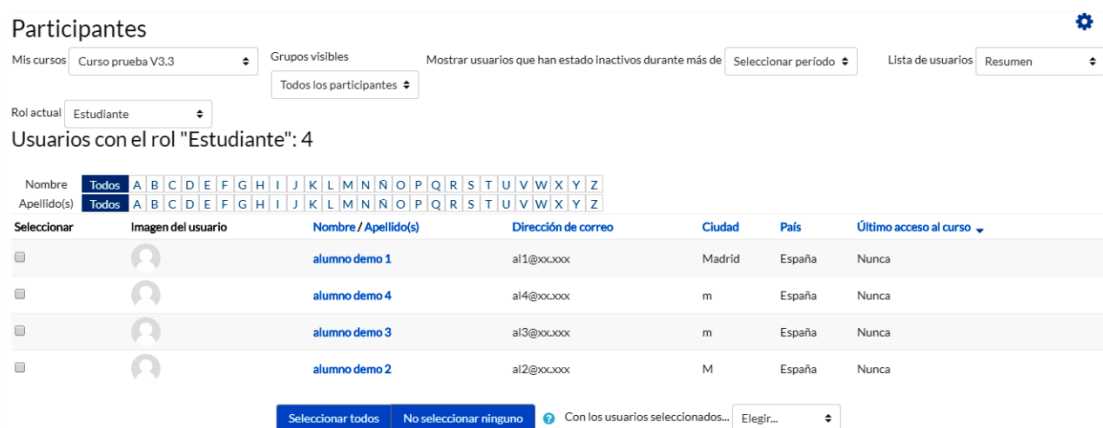 Participantes
Mis cursos Curso prueba V3.3 Grupos visibles Mostrar usuarios que han estado inactivos durante más de Seleccionar período Lista de usuarios Resumen
Todos los participantes
Rol actual Estudiante
Usuarios con el rol "Estudiante": 4
Nombre Todos A B C D E F G H I J K L M N Ñ O P Q R S T U V W X Y Z
Apellido(s) Todos A B C D E F G H I J K L M N Ñ O P Q R S T U V W X Y Z
Seleccionar Imagen del usuario Nombre / Apellido(s) Dirección de correo Ciudad País Último acceso al curso
alumno demo 1 al1@xx.xxx Madrid España Nunca
alumno demo 4 al4@xx.xxx m España Nunca
alumno demo 3 al3@xx.xxx m España Nunca
alumno demo 2 al2@xx.xxx M España Nunca
Seleccionar todos No seleccionar ninguno ? Con los usuarios seleccionados... Elegir...